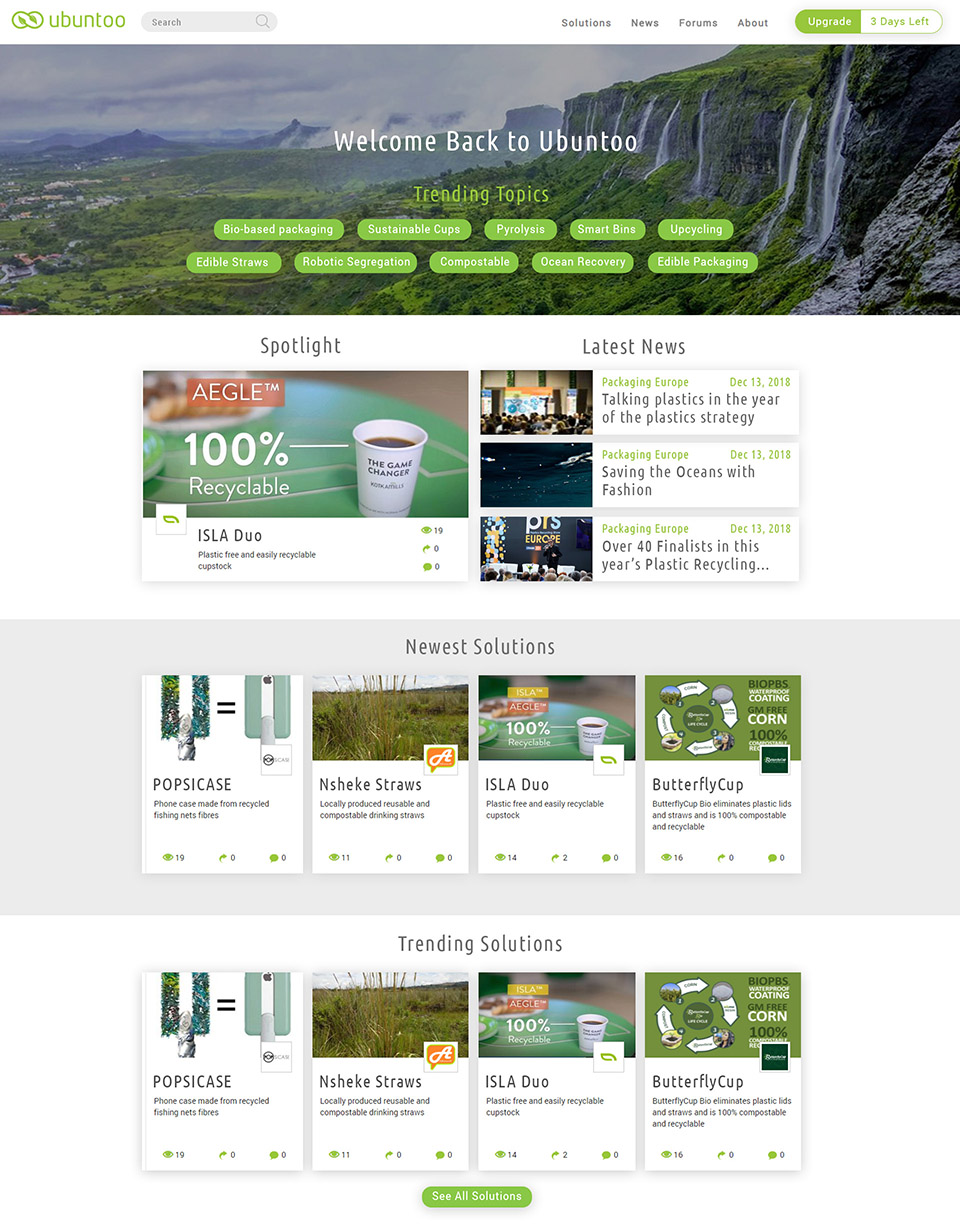 ubuntoo
Search
Solutions News Forums About
Upgrade 3 Days Left
Welcome Back to Ubuntoo
Trending Topics
Bio-based packaging Sustainable Cups Pyrolysis Smart Bins Upcycling
Edible Straws Robotic Segregation Compostable Ocean Recovery Edible Packaging
Spotlight
AEGLE™
100%
Recyclable
THE GAME
CHANGER
KOTKAMILLS
ISLA Duo
Plastic free and easily recyclable
cupstock
19
0
0
Latest News
Packaging Europe Dec 13, 2018
Talking plastics in the year
of the plastics strategy
Packaging Europe Dec 13, 2018
Saving the Oceans with
Fashion
prs
EUROPE
Packaging Europe Dec 13, 2018
Over 40 Finalists in this
year's Plastic Recycling...
Newest Solutions
=
POPSICASE
Phone case made from recycled
fishing nets fibres
19 0 0
A
Nsheke Straws
Locally produced reusable and
compostable drinking straws
11 0 0
ISLA™
AEGLE™
100%
Recyclable
ISLA Duo
Plastic free and easily recyclable
cupstock
14 2 0
CORN
LIFE CYCLE
BIOPBS
WATERPROOF
COATING
GM FREE
CORN
100%
ButterflyCup
ButterflyCup Bio eliminates plastic lids
and straws and is 100% compostable
and recyclable
16 0 0
Trending Solutions
=
POPSICASE
Phone case made from recycled
fishing nets fibres
19 0 0
A
Nsheke Straws
Locally produced reusable and
compostable drinking straws
11 0 0
ISLA™
AEGLE™
100%
Recyclable
ISLA Duo
Plastic free and easily recyclable
cupstock
14 2 0
CORN
LIFE CYCLE
BIOPBS
WATERPROOF
COATING
GM FREE
CORN
100%
ButterflyCup
ButterflyCup Bio eliminates plastic lids
and straws and is 100% compostable
and recyclable
16 0 0
See All Solutions